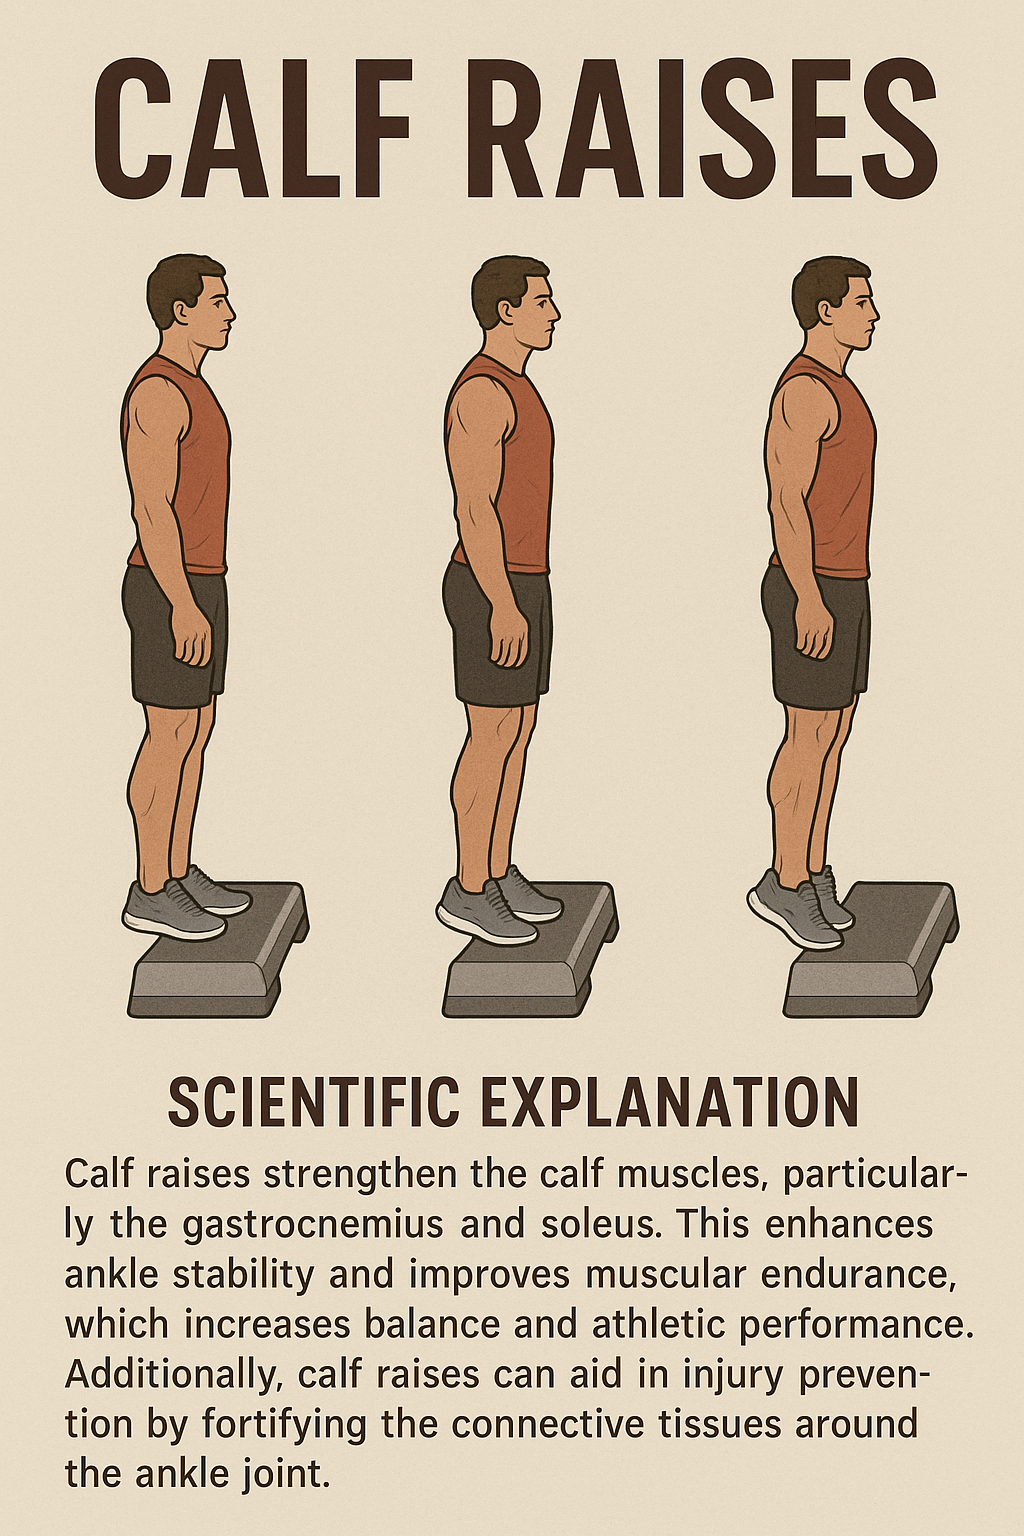 CALF RAISES
SCIENTIFIC EXPLANATION
Calf raises strengthen the calf muscles, particular-
ly the gastrocnemius and soleus. This enhances
ankle stability and improves muscular endurance,
which increases balance and athletic performance.
Additionally, calf raises can aid in injury preven-
tion by fortifying the connective tissues around
the ankle joint.